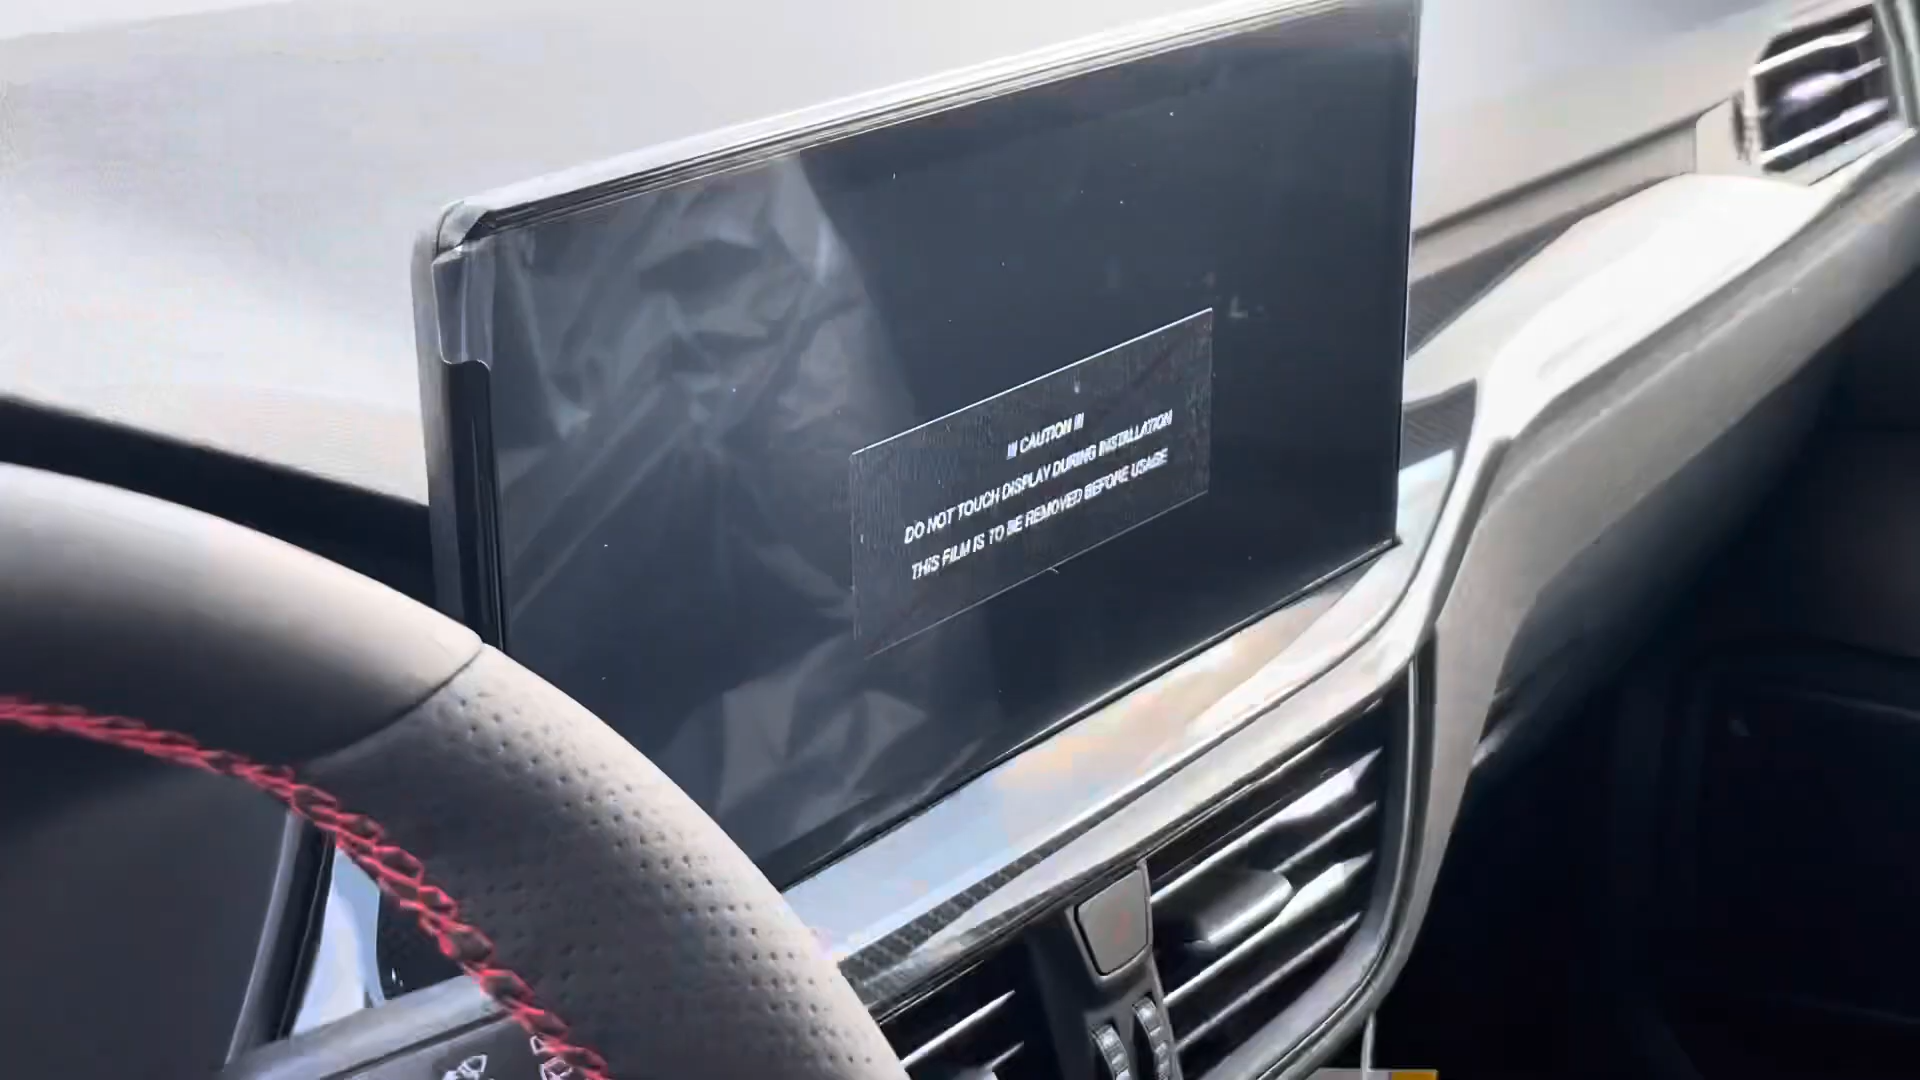 !!! CAUTION !!!
DO NOT TOUCH DISPLAY DURING INSTALLATION
THIS FILM IS TO BE REMOVED BEFORE USAGE